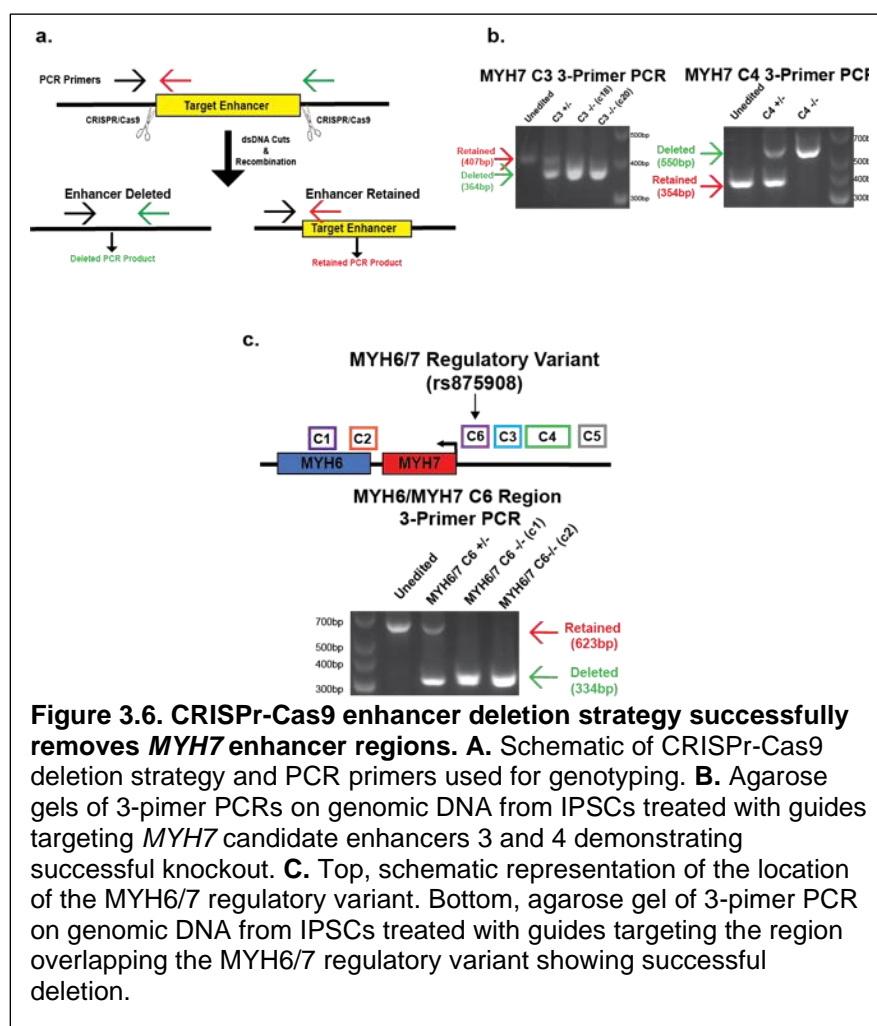 a.
PCR Primers
Target Enhancer
CRISPR/Cas9
CRISPR/Cas9
dsDNA Cuts
&
Recombination
Enhancer Deleted
Enhancer Retained
Target Enhancer
Deleted PCR Product
Retained PCR Product
b.
MYH7 C3 3-Primer PCR
Unedited
C3 +/-
C3 -/- (c18)
C3 -/- (c20)
Retained
(407bp)
Deleted
(364bp)
500bp
400bp
300bp
MYH7 C4 3-Primer PCR
Unedited
C4 +/-
C4 -/-
Deleted
(550bp)
Retained
(354bp)
700bp
500bp
400bp
300bp
c.
MYH6/7 Regulatory Variant
(rs875908)
C1
C2
C6
C3
C4
C5
MYH6
MYH7
MYH6/MYH7 C6 Region
3-Primer PCR
Unedited
MYH6/7 C6 +/-
MYH6/7 C6 -/- (c1)
MYH6/7 C6-/- (c2)
700bp
500bp
400bp
300bp
Retained
(623bp)
Deleted
(334bp)
Figure 3.6. CRISPr-Cas9 enhancer deletion strategy successfully
removes MYH7 enhancer regions. A. Schematic of CRISPr-Cas9
deletion strategy and PCR primers used for genotyping. B. Agarose
gels of 3-pimer PCRs on genomic DNA from IPSCs treated with guides
targeting MYH7 candidate enhancers 3 and 4 demonstrating
successful knockout. C. Top, schematic representation of the location
of the MYH6/7 regulatory variant. Bottom, agarose gel of 3-pimer PCR
on genomic DNA from IPSCs treated with guides targeting the region
overlapping the MYH6/7 regulatory variant showing successful
deletion.